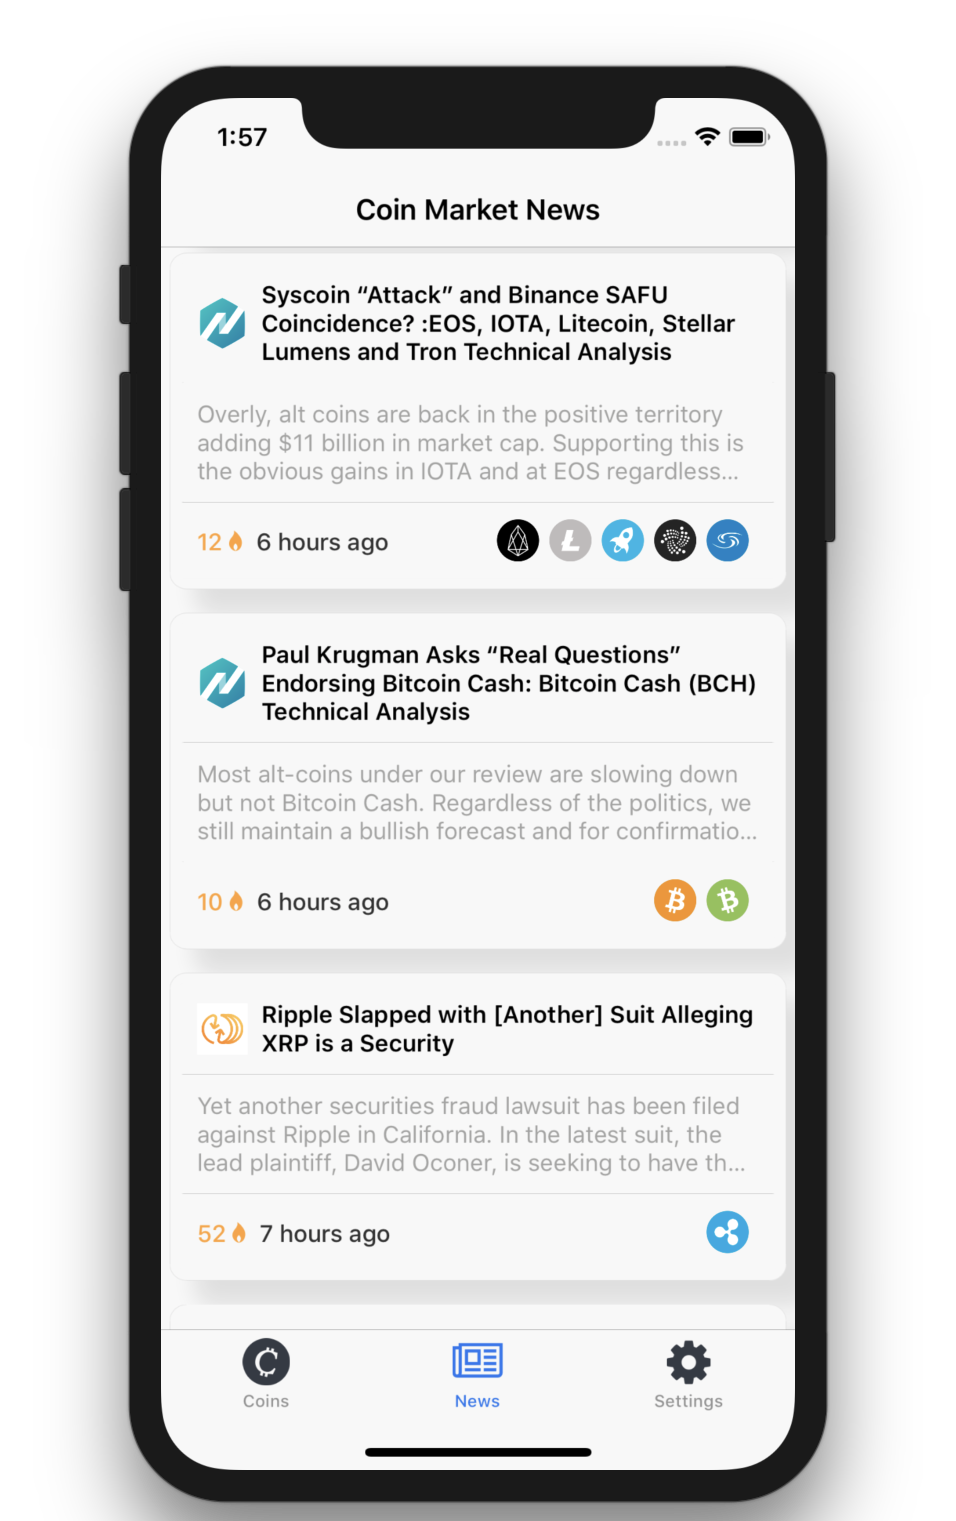 1:57
Coin Market News
Syscoin “Attack” and Binance SAFU
Coincidence? :EOS, IOTA, Litecoin, Stellar
Lumens and Tron Technical Analysis
Overly, alt coins are back in the positive territory
adding $11 billion in market cap. Supporting this is
the obvious gains in IOTA and at EOS regardless...
12 6 hours ago
Paul Krugman Asks “Real Questions”
Endorsing Bitcoin Cash: Bitcoin Cash (BCH)
Technical Analysis
Most alt-coins under our review are slowing down
but not Bitcoin Cash. Regardless of the politics, we
still maintain a bullish forecast and for confirmatio...
10 6 hours ago
Ripple Slapped with [Another] Suit Alleging
XRP is a Security
Yet another securities fraud lawsuit has been filed
against Ripple in California. In the latest suit, the
lead plaintiff, David Oconer, is seeking to have th...
52 7 hours ago
Coins
News
Settings